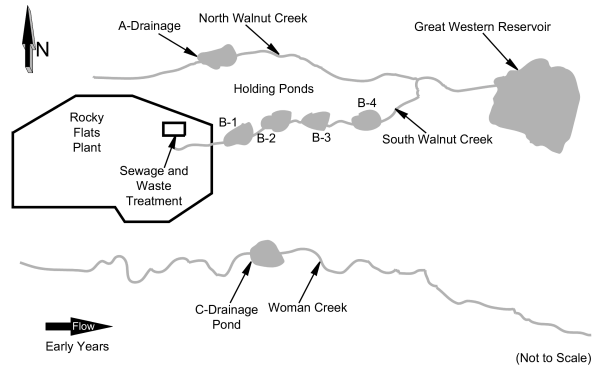 North Walnut Creek
A-Drainage
Great Western Reservoir
N
Holding Ponds
B-4
Rocky
Flats
Plant
B-1
B-2
B-3
South Walnut Creek
Sewage and
Waste
Treatment
C-Drainage
Pond
Woman Creek
Flow
Early Years
(Not to Scale)